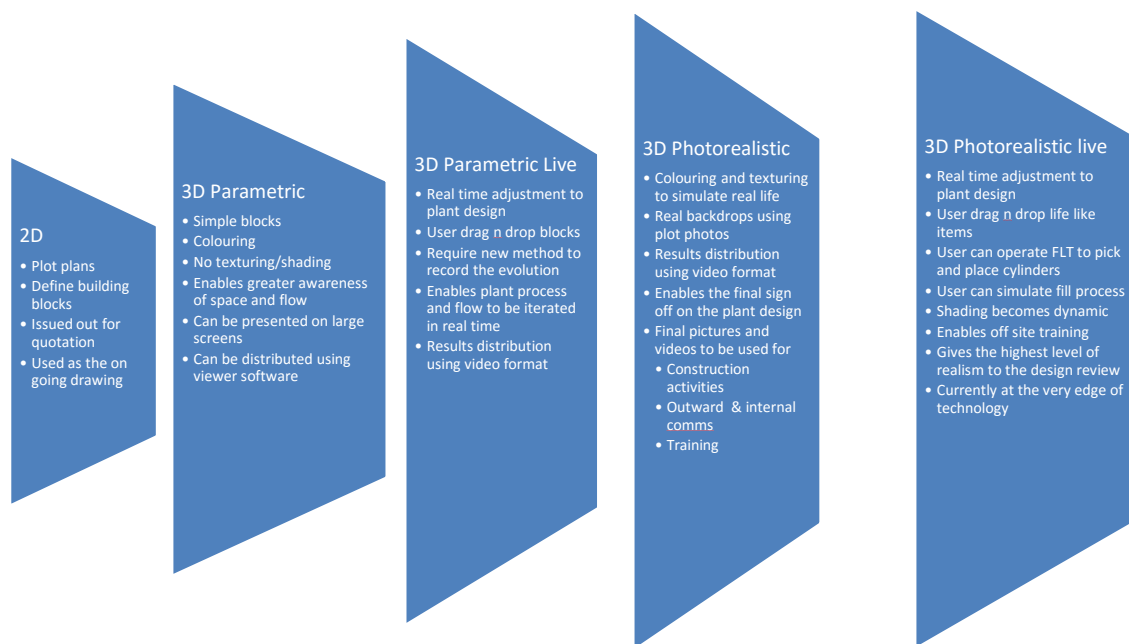 2D
• Plot plans
• Define building
blocks
• Issued out for
quotation
• Used as the on
going drawing
3D Parametric
• Simple blocks
• Colouring
• No texturing/shading
• Enables greater awareness
of space and flow
• Can be presented on large
screens
• Can be distributed using
viewer software
3D Parametric Live
• Real time adjustment to
plant design
• User drag n drop blocks
• Require new method to
record the evolution
• Enables plant process
and flow to be iterated
in real time
• Results distribution
using video format
3D Photorealistic
• Colouring and texturing
to simulate real life
• Real backdrops using
plot photos
• Results distribution
using video format
• Enables the final sign
off on the plant design
• Final pictures and
videos to be used for
• Construction
activities
• Outward & internal
comms
• Training
3D Photorealistic live
• Real time adjustment to
plant design
• User drag n drop life like
items
• User can operate FLT to pick
and place cylinders
• User can simulate fill process
• Shading becomes dynamic
• Enables off site training
• Gives the highest level of
realism to the design review
• Currently at the very edge of
technology